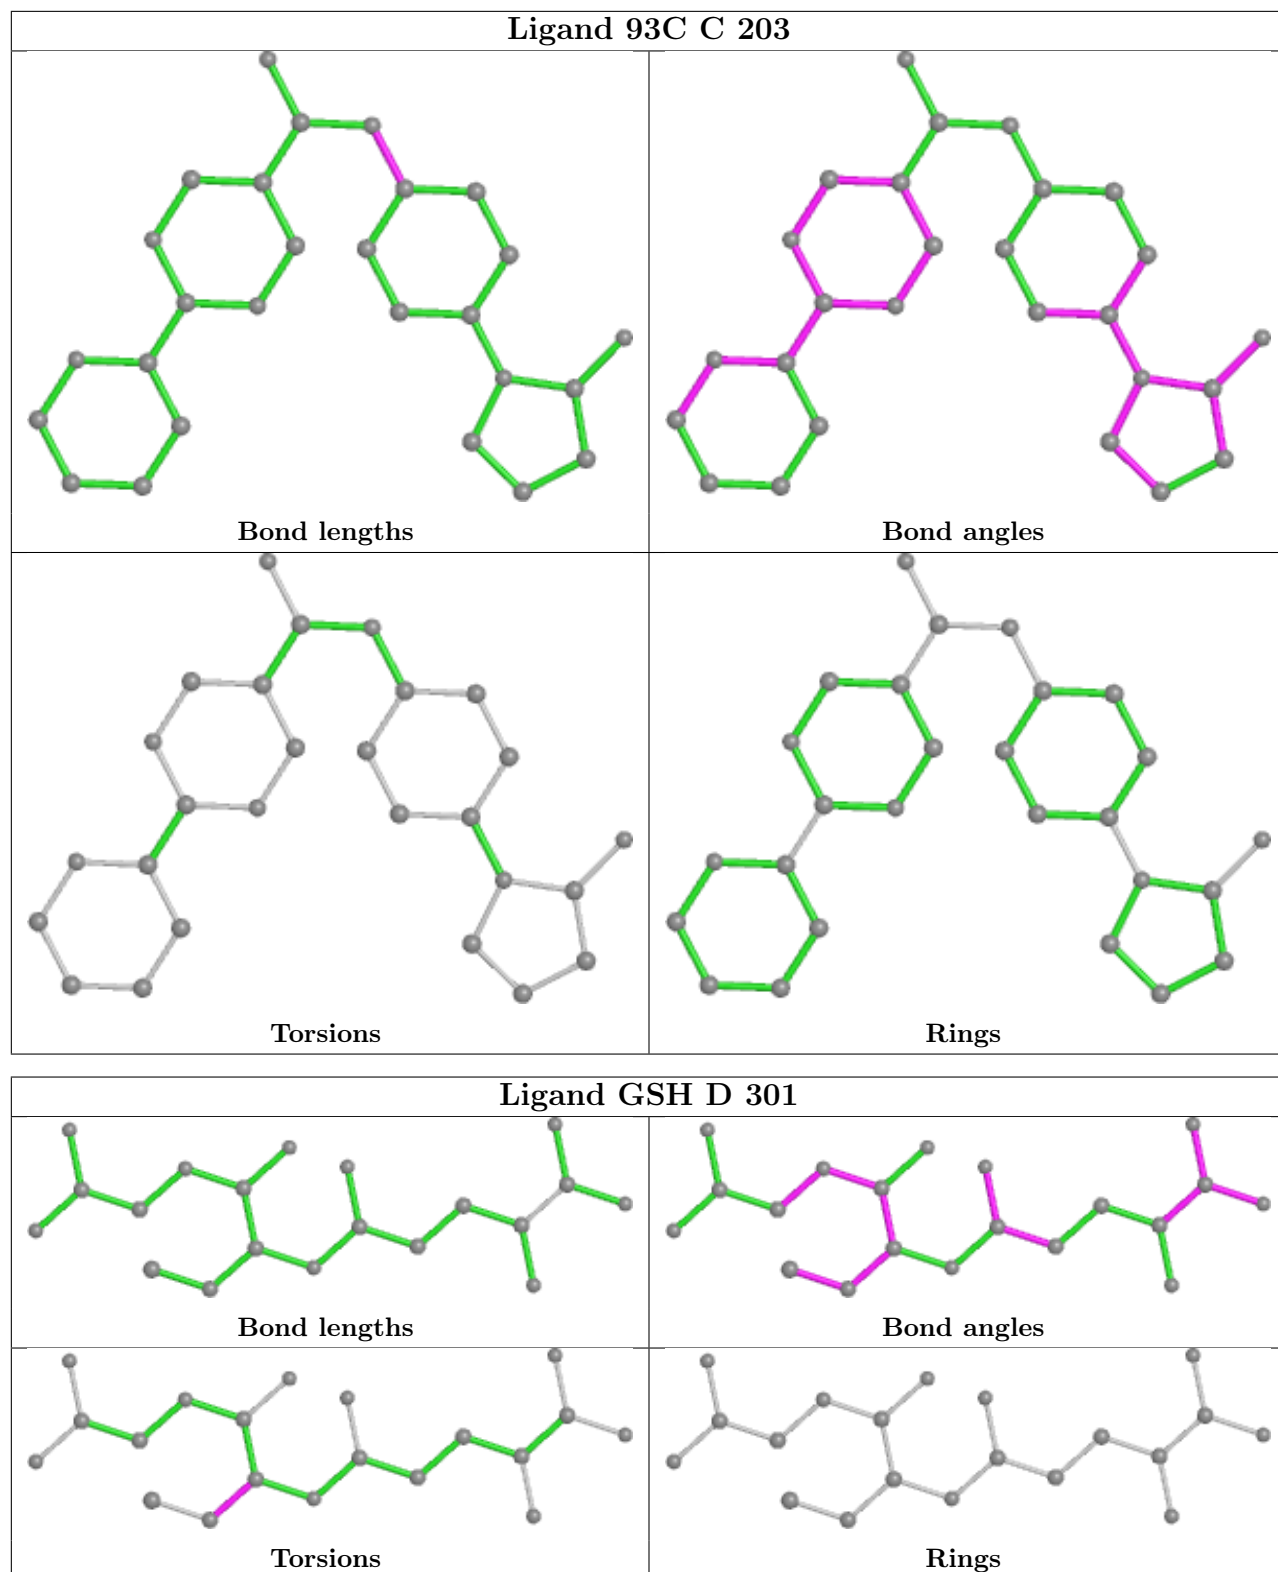 Ligand 93C C 203
Bond lengths
Bond angles
Torsions
Rings
Ligand GSH D 301
Bond lengths
Bond angles
Torsions
Rings